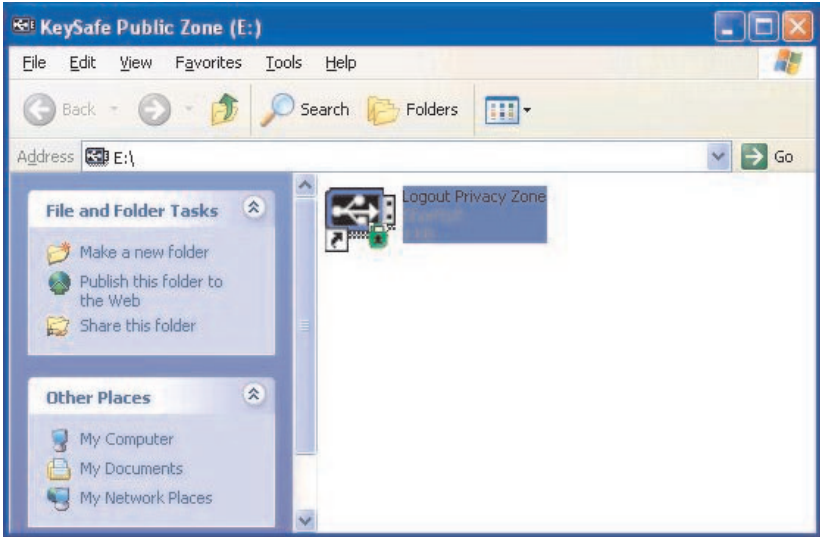 KeySafe Public Zone (E:)
File Edit View Favorites Tools Help
Back Search Folders
Address E:\ Go
File and Folder Tasks
Make a new folder
Publish this folder to
the Web
Share this folder
Other Places
My Computer
My Documents
My Network Places
Logout Privacy Zone